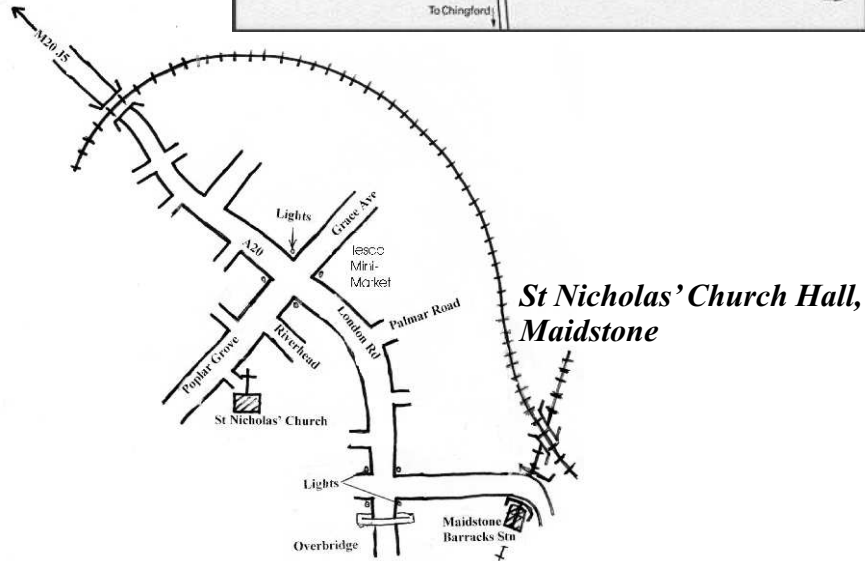 To Chingford
M20 J5
Lights
Grace Ave
A20
Tesco
Mini-
Market
St Nicholas' Church Hall,
Maidstone
London Rd
Palmar Road
Poplar Grove
Riverhead
St Nicholas' Church
Lights
Maidstone
Barracks Stn
Overbridge